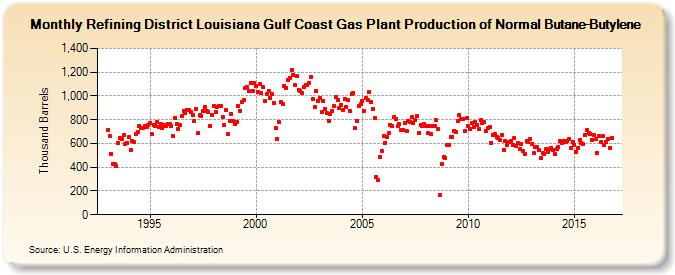 Monthly Refining District Louisiana Gulf Coast Gas Plant Production of Normal Butane-Butylene
Thousand Barrels
1,400
1,200
1,000
800
600
400
200
0
1995 2000 2005 2010 2015
Source: U.S. Energy Information Administration